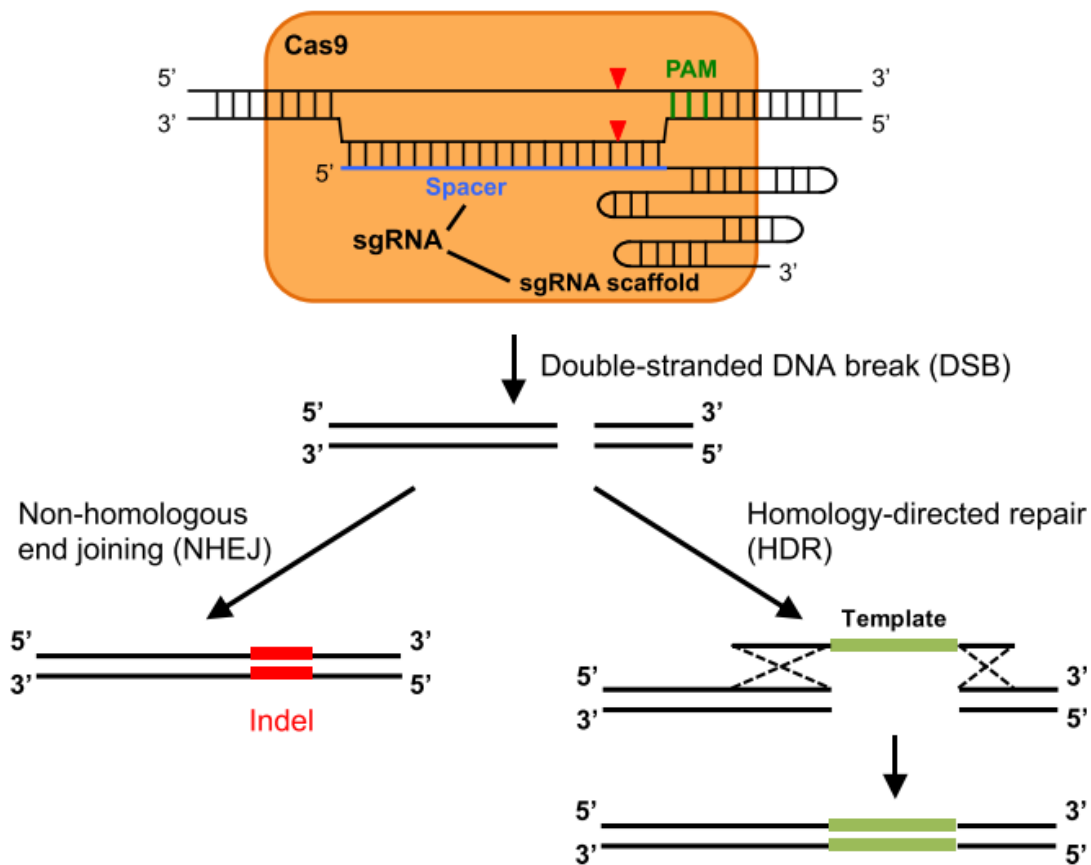 Cas9
PAM
5’
3’
3’
5’
5’
Spacer
sgRNA
sgRNA scaffold
3’
Double-stranded DNA break (DSB)
5’
3’
3’
5’
Non-homologous
end joining (NHEJ)
Homology-directed repair
(HDR)
5’
3’
3’
5’
Indel
Template
5’
3’
3’
5’
5’
3’
3’
5’